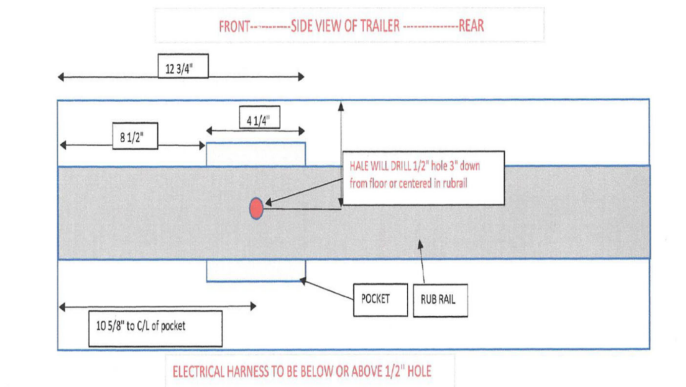 FRONT-----------SIDE VIEW OF TRAILER ---------------REAR
12 3/4"
4 1/4"
8 1/2"
HALE WILL DRILL 1/2" hole 3" down
from floor or centered in rubrail
POCKET
RUB RAIL
10 5/8" to C/L of pocket
ELECTRICAL HARNESS TO BE BELOW OR ABOVE 1/2" HOLE